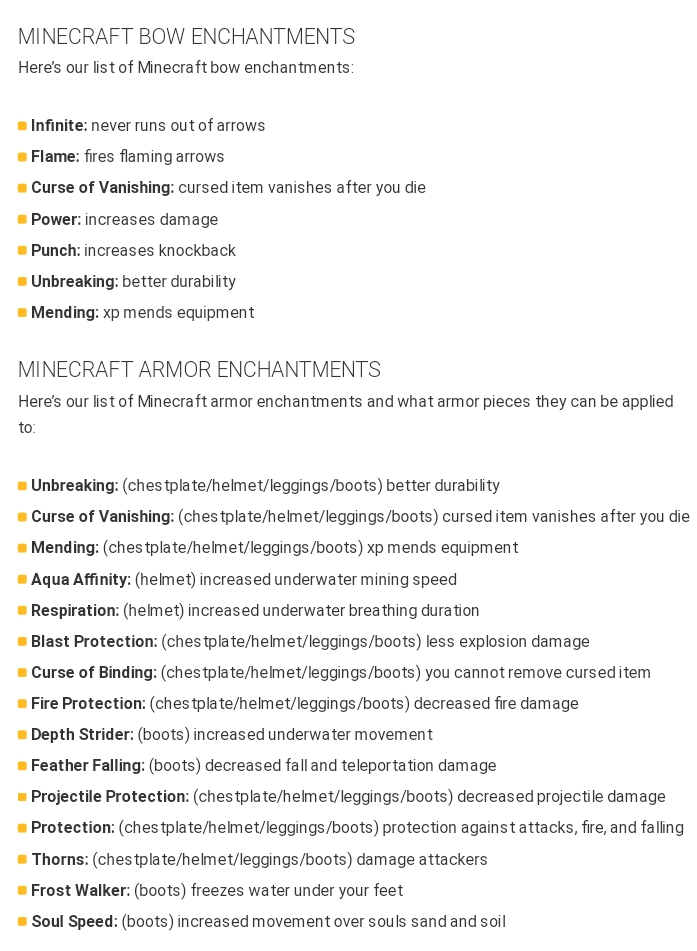 MINECRAFT BOW ENCHANTMENTS
Here's our list of Minecraft bow enchantments:
Infinite: never runs out of arrows
Flame: fires flaming arrows
Curse of Vanishing: cursed item vanishes after you die
Power: increases damage
Punch: increases knockback
Unbreaking: better durability
Mending: xp mends equipment
MINECRAFT ARMOR ENCHANTMENTS
Here's our list of Minecraft armor enchantments and what armor pieces they can be applied
to:
Unbreaking: (chestplate/helmet/leggings/boots) better durability
Curse of Vanishing: (chestplate/helmet/leggings/boots) cursed item vanishes after you die
Mending: (chestplate/helmet/leggings/boots) xp mends equipment
Aqua Affinity: (helmet) increased underwater mining speed
Respiration: (helmet) increased underwater breathing duration
Blast Protection: (chestplate/helmet/leggings/boots) less explosion damage
Curse of Binding: (chestplate/helmet/leggings/boots) you cannot remove cursed item
Fire Protection: (chestplate/helmet/leggings/boots) decreased fire damage
Depth Strider: (boots) increased underwater movement
Feather Falling: (boots) decreased fall and teleportation damage
Projectile Protection: (chestplate/helmet/leggings/boots) decreased projectile damage
Protection: (chestplate/helmet/leggings/boots) protection against attacks, fire, and falling
Thorns: (chestplate/helmet/leggings/boots) damage attackers
Frost Walker: (boots) freezes water under your feet
Soul Speed: (boots) increased movement over souls sand and soil